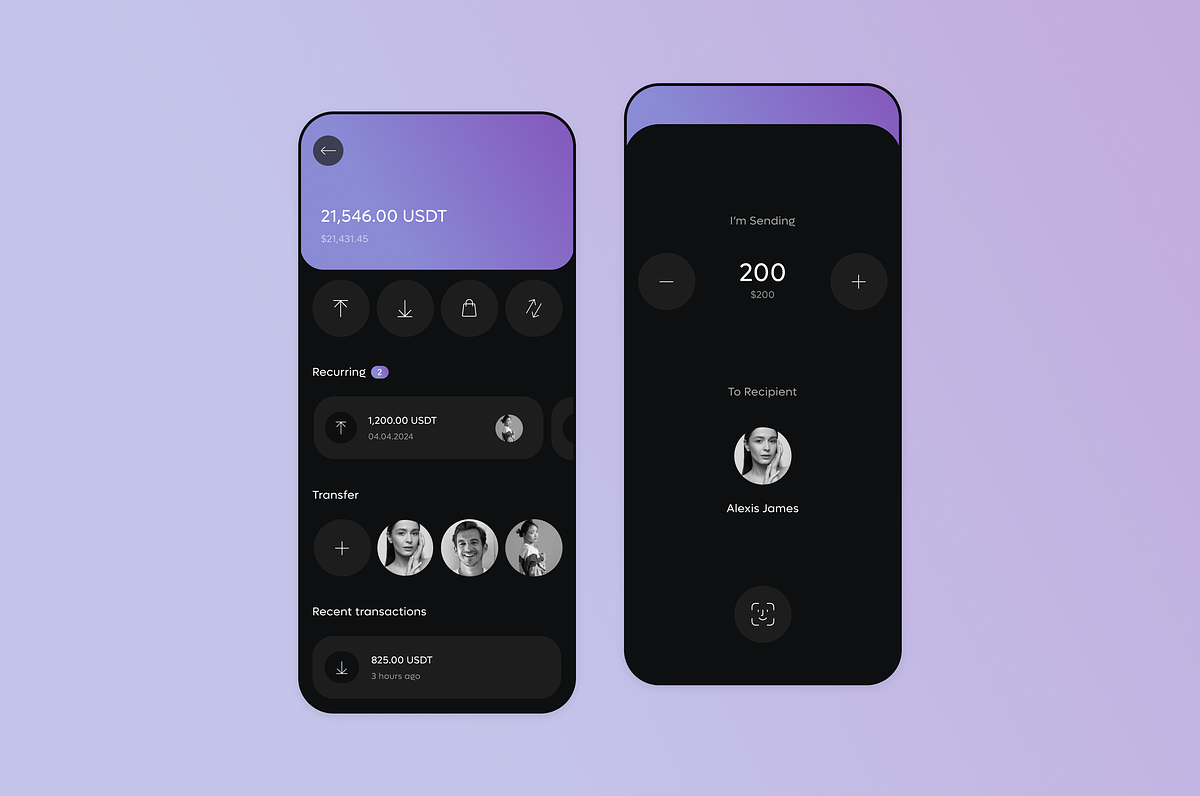 21,546.00 USDT
$21,431.45
Recurring 2
1,200.00 USDT
04.04.2024
Transfer
Recent transactions
825.00 USDT
3 hours ago
I'm Sending
200
$200
To Recipient
Alexis James